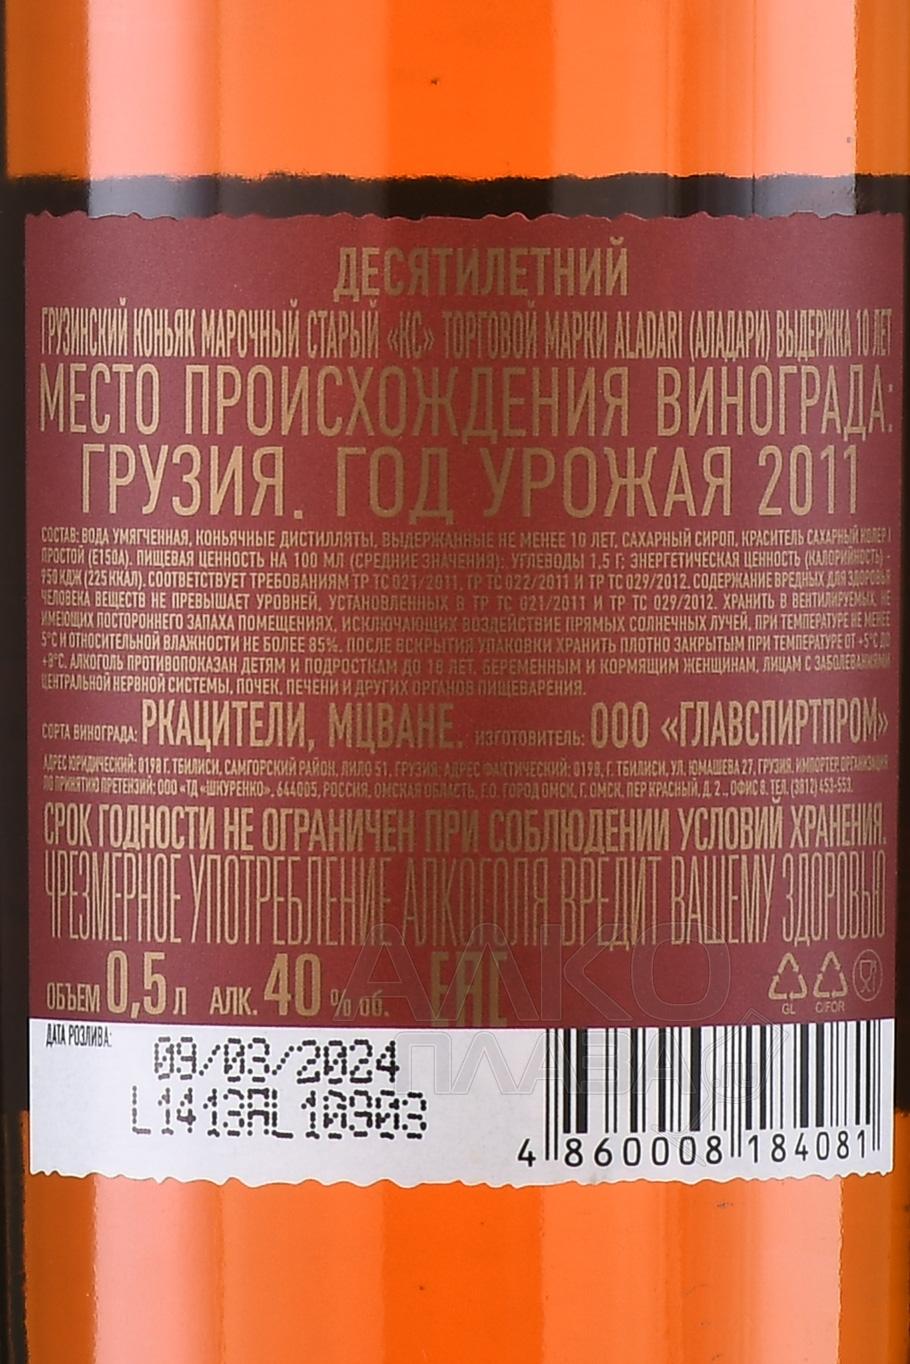 ДЕСЯТИЛЕТНИЙ
ГРУЗИНСКИЙ КОНЬЯК МАРОЧНЫЙ СТАРЫЙ «КС» ТОРГОВОЙ МАРКИ ALADARI (АЛАДАРИ) ВЫДЕРЖКА 10 ЛЕТ
МЕСТО ПРОИСХОЖДЕНИЯ ВИНОГРАДА:
ГРУЗИЯ. ГОД УРОЖАЯ 2011
СОСТАВ: ВОДА УМЯГЧЕННАЯ, КОНЬЯЧНЫЕ ДИСТИЛЛЯТЫ, ВЫДЕРЖАННЫЕ НЕ МЕНЕЕ 10 ЛЕТ, САХАРНЫЙ СИРОП, КРАСИТЕЛЬ САХАРНЫЙ КОЛЕР I
ПРОСТОЙ (Е150А). ПИЩЕВАЯ ЦЕННОСТЬ НА 100 МЛ (СРЕДНИЕ ЗНАЧЕНИЯ): УГЛЕВОДЫ 1,5 Г; ЭНЕРГЕТИЧЕСКАЯ ЦЕННОСТЬ (КАЛОРИЙНОСТЬ) -
950 КДЖ (225 ККАЛ). СООТВЕТСТВУЕТ ТРЕБОВАНИЯМ ТР ТС 021/2011, ТР ТС 022/2011 И ТР ТС 029/2012. СОДЕРЖАНИЕ ВРЕДНЫХ ДЛЯ ЗДОРОВЬЯ
ЧЕЛОВЕКА ВЕЩЕСТВ НЕ ПРЕВЫШАЕТ УРОВНЕЙ, УСТАНОВЛЕННЫХ В ТР ТС 021/2011 И ТР ТС 029/2012. ХРАНИТЬ В ВЕНТИЛИРУЕМЫХ, НЕ
ИМЕЮЩИХ ПОСТОРОННЕГО ЗАПАХА ПОМЕЩЕНИЯХ, ИСКЛЮЧАЮЩИХ ВОЗДЕЙСТВИЕ ПРЯМЫХ СОЛНЕЧНЫХ ЛУЧЕЙ, ПРИ ТЕМПЕРАТУРЕ НЕ МЕНЕЕ
5°С И ОТНОСИТЕЛЬНОЙ ВЛАЖНОСТИ НЕ БОЛЕЕ 85%. ПОСЛЕ ВСКРЫТИЯ УПАКОВКИ ХРАНИТЬ ПЛОТНО ЗАКРЫТЫМ ПРИ ТЕМПЕРАТУРЕ ОТ +5°С ДО
+8°С. АЛКОГОЛЬ ПРОТИВОПОКАЗАН ДЕТЯМ И ПОДРОСТКАМ ДО 18 ЛЕТ, БЕРЕМЕННЫМ И КОРМЯЩИМ ЖЕНЩИНАМ, ЛИЦАМ С ЗАБОЛЕВАНИЯМИ
ЦЕНТРАЛЬНОЙ НЕРВНОЙ СИСТЕМЫ, ПОЧЕК, ПЕЧЕНИ И ДРУГИХ ОРГАНОВ ПИЩЕВАРЕНИЯ.
СОРТА ВИНОГРАДА: РКАЦИТЕЛИ, МЦВАНЕ. ИЗГОТОВИТЕЛЬ: ООО «ГЛАВСПИРТПРОМ»
АДРЕС ЮРИДИЧЕСКИЙ: 0198 Г. ТБИЛИСИ, САМГОРСКИЙ РАЙОН, ЛИЛО 51, ГРУЗИЯ; АДРЕС ФАКТИЧЕСКИЙ: 0198, Г. ТБИЛИСИ, УЛ. ЮМАШЕВА 27, ГРУЗИЯ. ИМПОРТЕР, ОРГАНИЗАЦИЯ
ПО ПРИНЯТИЮ ПРЕТЕНЗИЙ: ООО «ТД «ШКУРЕНКО», 644005, РОССИЯ, ОМСКАЯ ОБЛАСТЬ, Г.О. ГОРОД ОМСК, Г. ОМСК, ПЕР КРАСНЫЙ, Д. 2., ОФИС 8. ТЕЛ. (3812) 451-553.
СРОК ГОДНОСТИ НЕ ОГРАНИЧЕН ПРИ СОБЛЮДЕНИИ УСЛОВИЙ ХРАНЕНИЯ.
ЧРЕЗМЕРНОЕ УПОТРЕБЛЕНИЕ АЛКОГОЛЯ ВРЕДИТ ВАШЕМУ ЗДОРОВЬЮ
ОБЪЕМ 0,5 Л АЛК. 40 % об. EAC
GL C/FOR
ДАТА РОЗЛИВА:
09/03/2024
L1413AL10903
4 860008 184081
АЛКО
ПЛАВАЮ